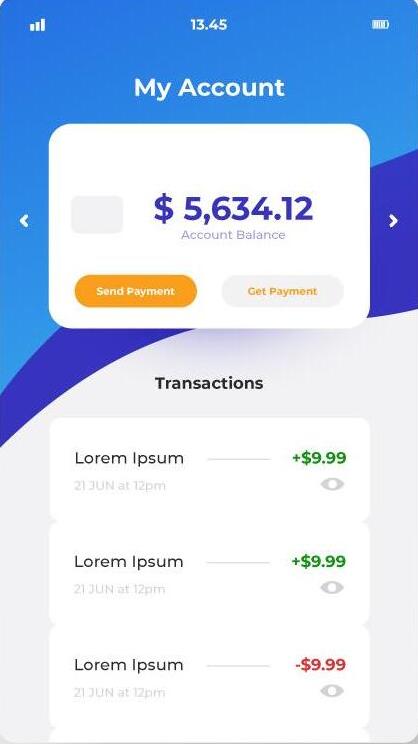 13.45
My Account
$ 5,634.12
Account Balance
Send Payment Get Payment
Transactions
Lorem Ipsum +$9.99
21 JUN at 12pm
Lorem Ipsum +$9.99
21 JUN at 12pm
Lorem Ipsum -$9.99
21 JUN at 12pm